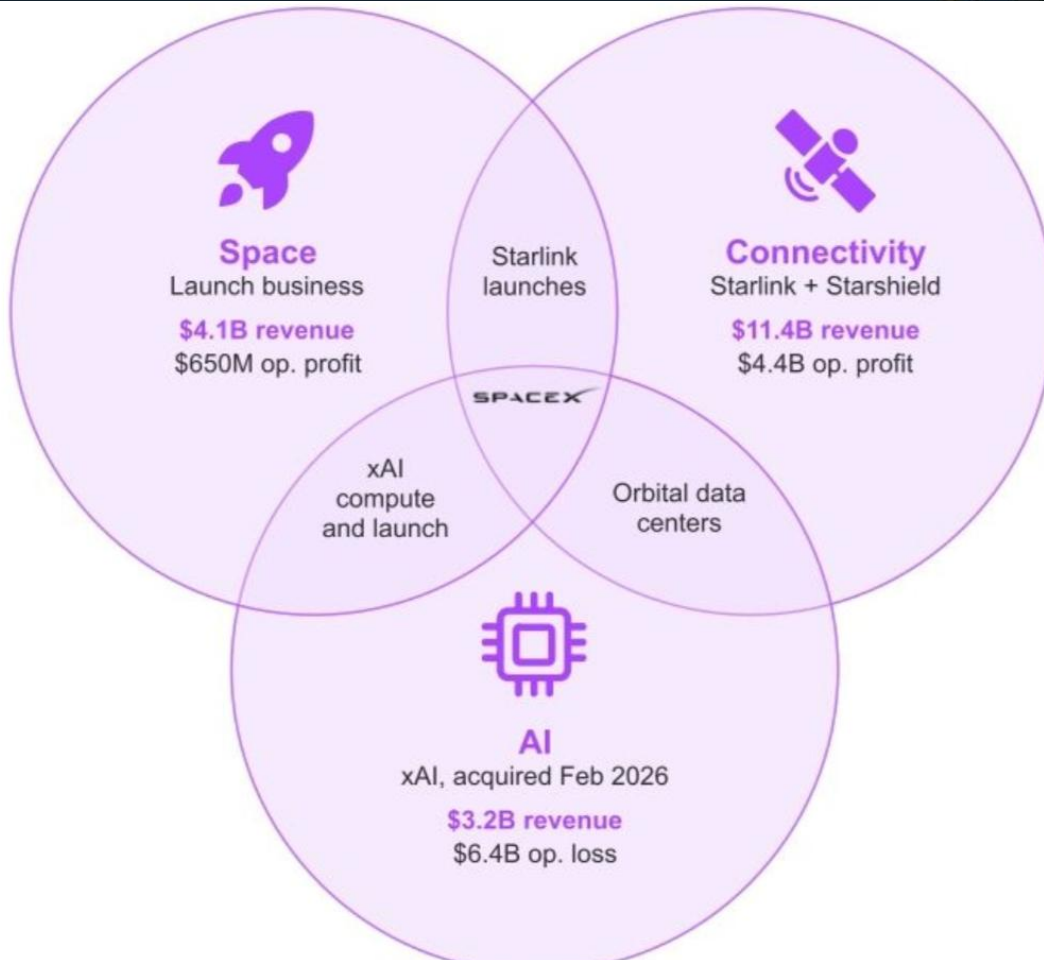 Space
Launch business
$4.1B revenue
$650M op. profit
Starlink
launches
Connectivity
Starlink + Starshield
$11.4B revenue
$4.4B op. profit
SPACEX
xAI
compute
and launch
Orbital data
centers
AI
xAI, acquired Feb 2026
$3.2B revenue
$6.4B op. loss